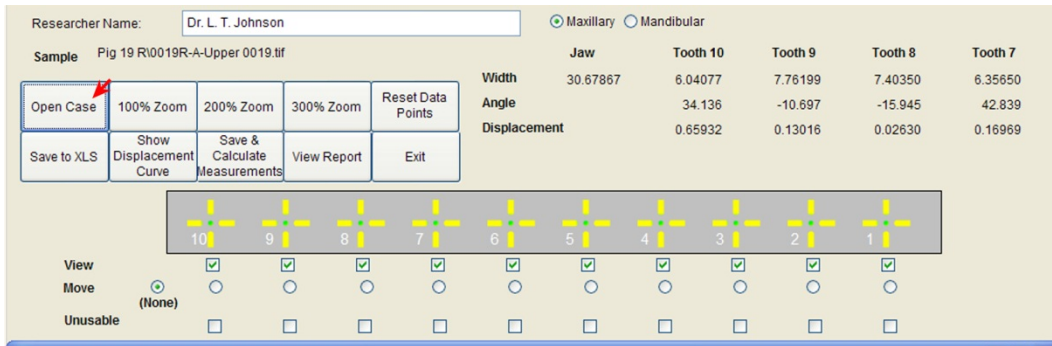 Researcher Name: Dr. L. T. Johnson Maxillary Mandibular
Sample Pig 19 R\0019R-A-Upper 0019.tif
Jaw Tooth 10 Tooth 9 Tooth 8 Tooth 7
Width 30.67867 6.04077 7.76199 7.40350 6.35650
Angle 34.136 -10.697 -15.945 42.839
Displacement 0.65932 0.13016 0.02630 0.16969
Open Case 100% Zoom 200% Zoom 300% Zoom Reset Data
Points
Save to XLS Show
Displacement
Curve Save &
Calculate
Measurements View Report Exit
10 9 8 7 6 5 4 3 2 1
View
Move
(None)
Unusable